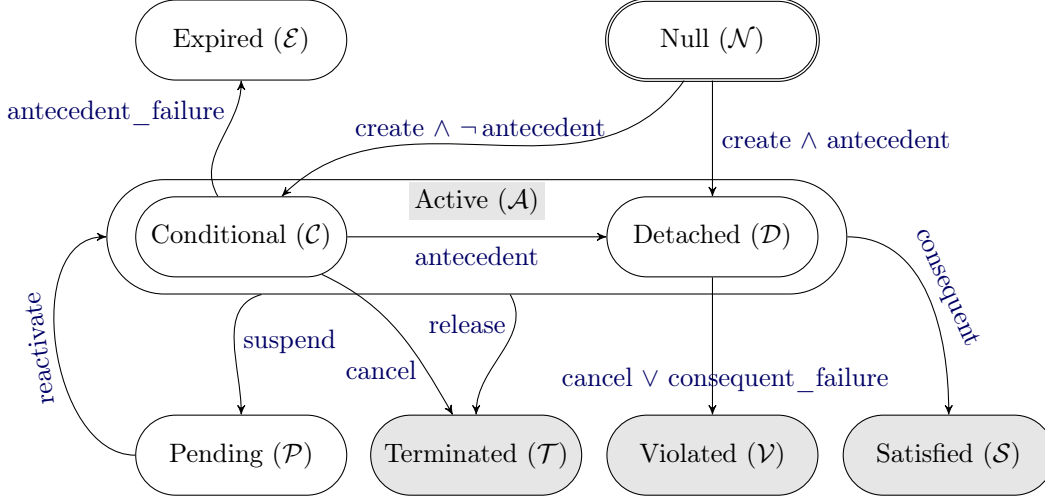 Expired (ℰ)
Null (𝒩)
antecedent_failure
create ∧ ¬ antecedent
create ∧ antecedent
Active (𝒜)
Conditional (𝒞)
Detached (𝒟)
antecedent
consequent
reactivate
suspend
release
cancel
cancel ∨ consequent_failure
Pending (𝒫)
Terminated (𝒯)
Violated (𝒱)
Satisfied (𝒮)